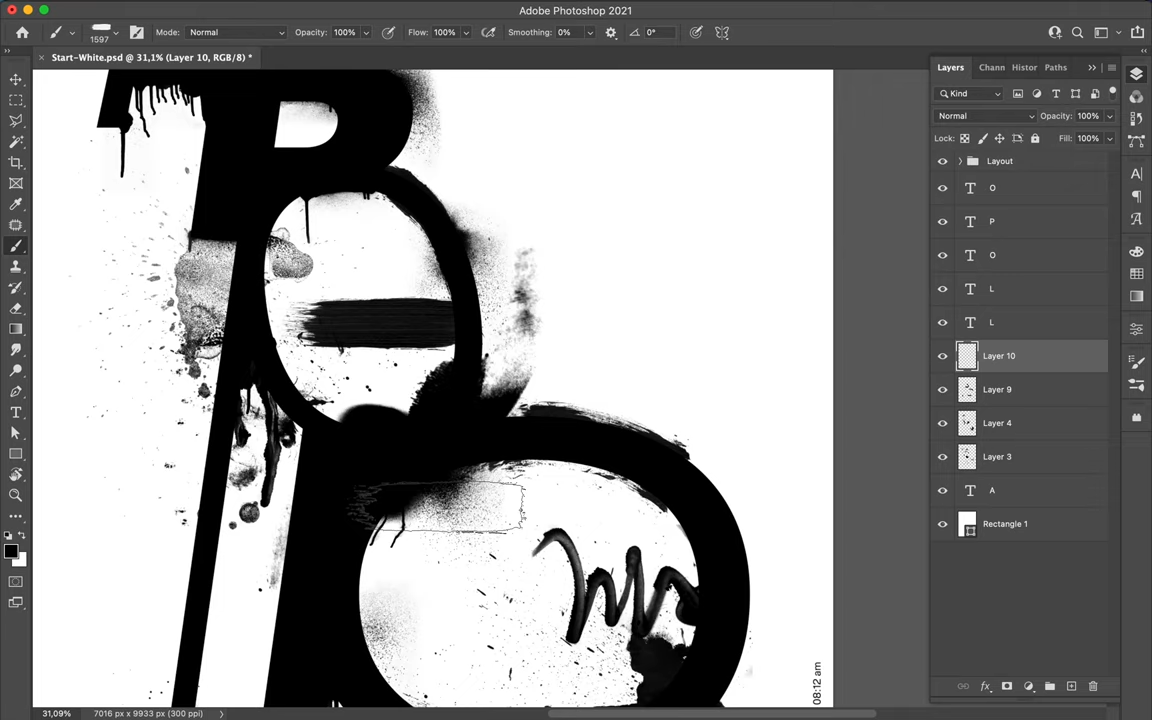 Adobe Photoshop 2021
1597 Mode: Normal Opacity: 100% Flow: 100% Smoothing: 0% 0°
Start-White.psd @ 31,1% (Layer 10, RGB/8) *
Layers Chann Histor Paths
Kind
Normal Opacity: 100%
Lock: Fill: 100%
Layout
T O
T P
T O
T L
T L
Layer 10
Layer 9
Layer 4
Layer 3
T A
Rectangle 1
08:12 am
31,09% 7016 px x 9933 px (300 ppi)